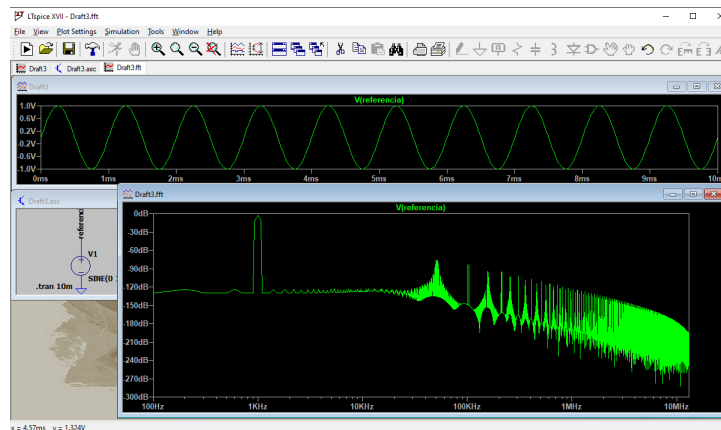 LTspice XVII - Draft3.fft
File View Plot Settings Simulation Tools Window Help
Draft3 Draft3.asc Draft3.fft
Draft3
V(referencia)
1.0V
0.6V
0.2V
-0.2V
-0.6V
-1.0V
0ms 1ms 2ms 3ms 4ms 5ms 6ms 7ms 8ms 9ms
Draft3.asc
V1
SINE(0
.tran 10m
Draft3.fft
V(referencia)
0dB
-30dB
-60dB
-90dB
-120dB
-150dB
-180dB
-210dB
-240dB
-270dB
-300dB
100Hz 1KHz 10KHz 100KHz 1MHz 10MHz
x = 4.57ms y = 1.324V